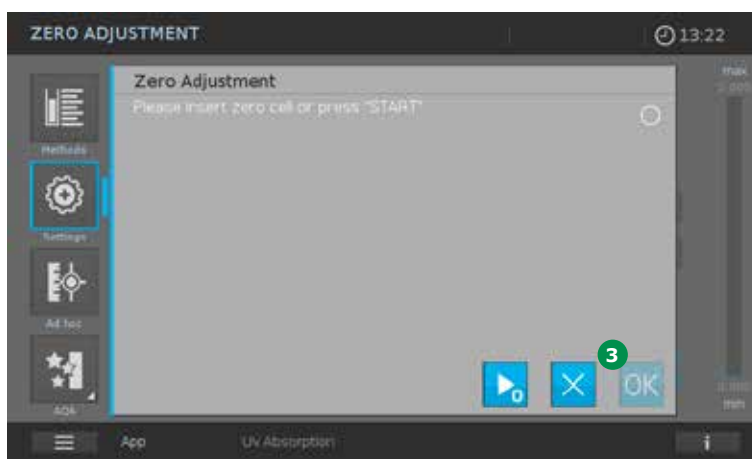 ZERO ADJUSTMENT
13:22
Zero Adjustment
Please insert zero cell or press "START"
max
Methods
Settings
Ad hoc
AQA
3
0
OK
min
App
Uv Absorption
i